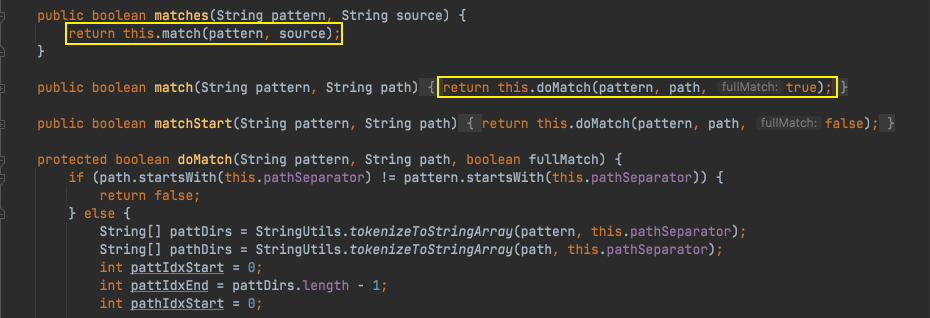 public boolean matches(String pattern, String source) {
return this.match(pattern, source);
}
public boolean match(String pattern, String path) { return this.doMatch(pattern, path, fullMatch: true); }
public boolean matchStart(String pattern, String path) { return this.doMatch(pattern, path, fullMatch: false); }
protected boolean doMatch(String pattern, String path, boolean fullMatch) {
if (path.startsWith(this.pathSeparator) != pattern.startsWith(this.pathSeparator)) {
return false;
} else {
String[] pattDirs = StringUtils.tokenizeToStringArray(pattern, this.pathSeparator);
String[] pathDirs = StringUtils.tokenizeToStringArray(path, this.pathSeparator);
int pattIdxStart = 0;
int pattIdxEnd = pattDirs.length - 1;
int pathIdxStart = 0;